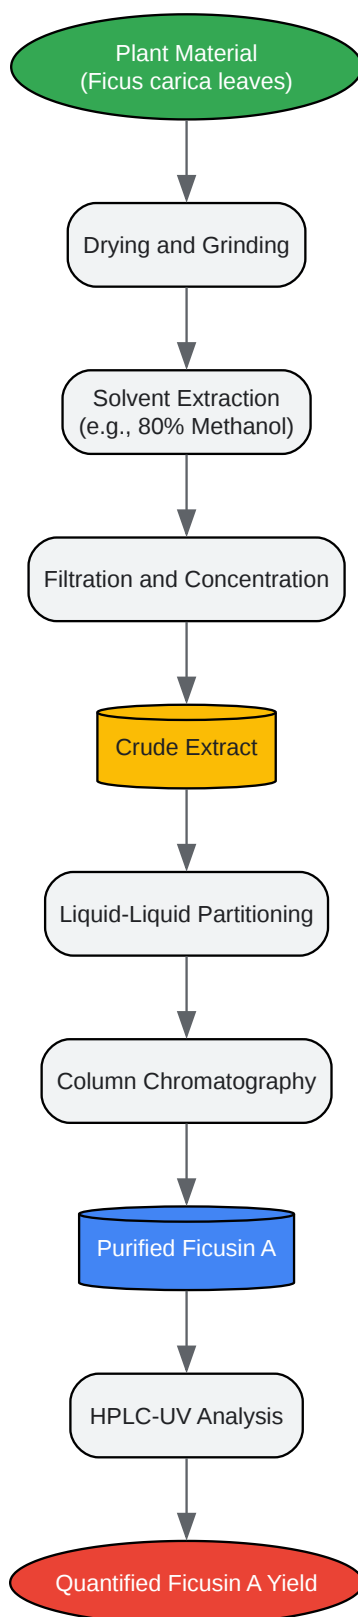 Plant Material
(Ficus carica leaves)
Drying and Grinding
Solvent Extraction
(e.g., 80% Methanol)
Filtration and Concentration
Crude Extract
Liquid-Liquid Partitioning
Column Chromatography
Purified Ficusin A
HPLC-UV Analysis
Quantified Ficusin A Yield